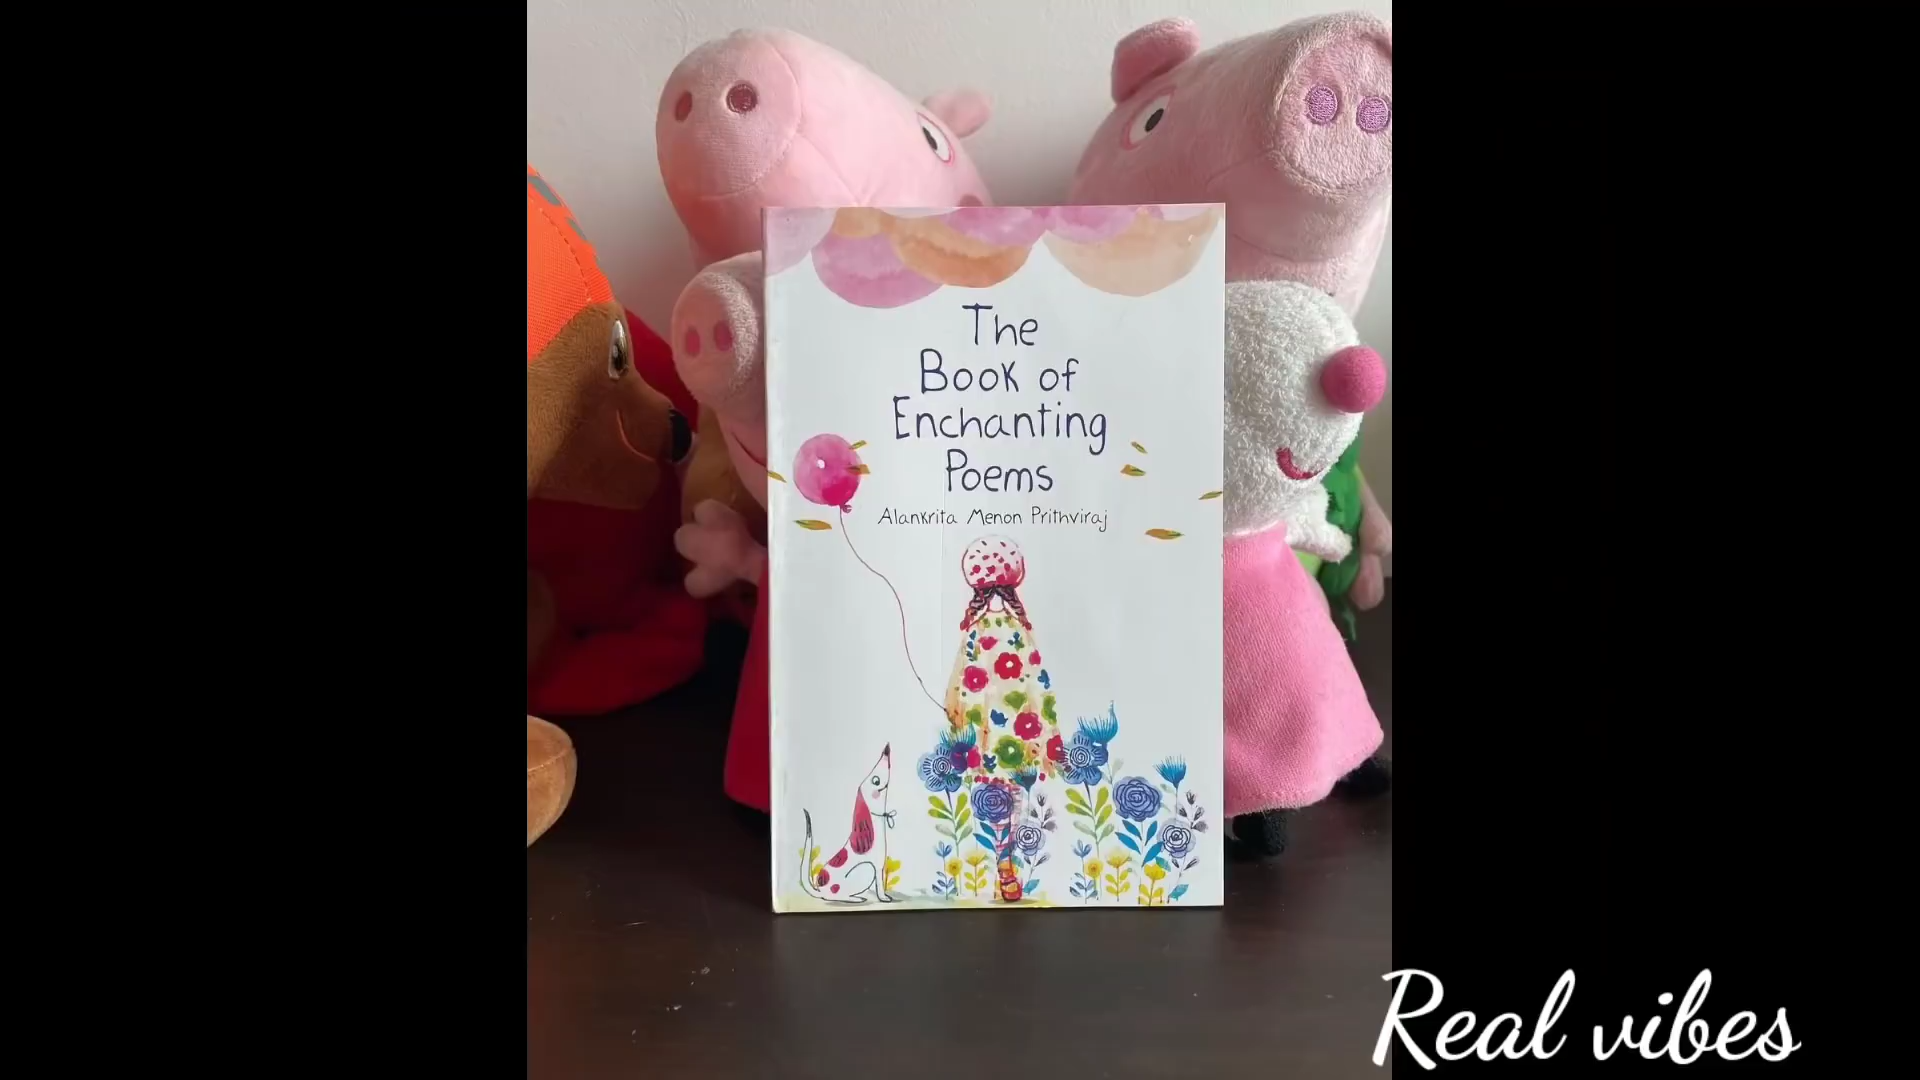 The
Book of
Enchanting
Poems
Alankrita Menon Prithviraj
Real vibes